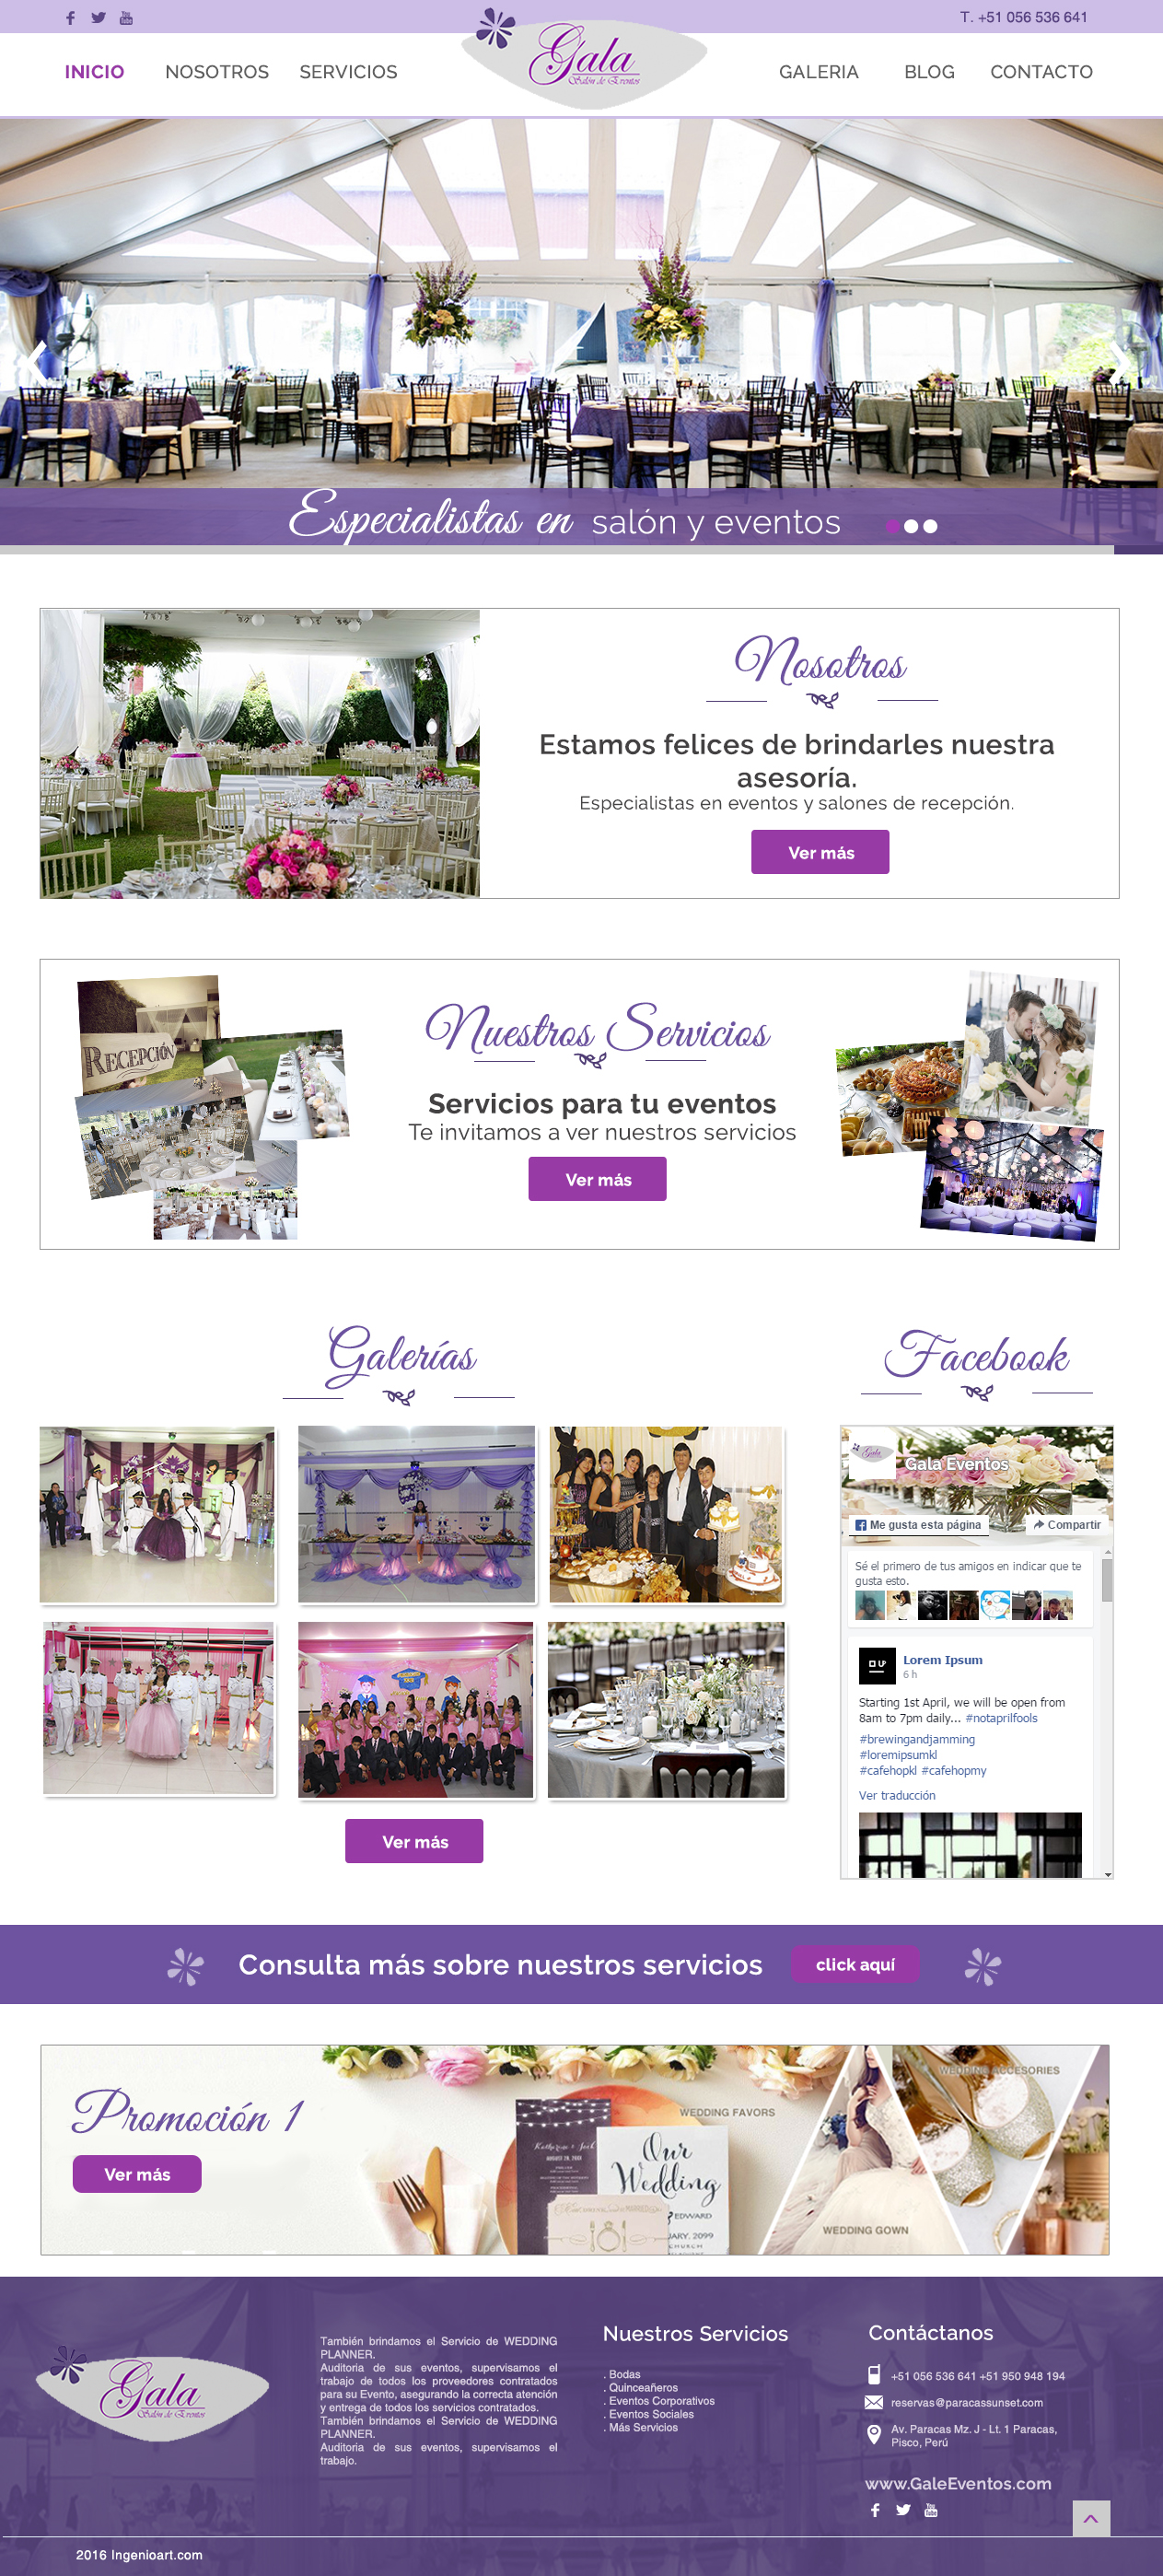 T. +51 056 536 641
INICIO
NOSOTROS
SERVICIOS
Gala
Salón de Eventos
GALERIA
BLOG
CONTACTO
Especialistas en salón y eventos
Nosotros
Estamos felices de brindarles nuestra
asesoría.
Especialistas en eventos y salones de recepción.
Ver más
RECEPCIÓN
Nuestros Servicios
Servicios para tu eventos
Te invitamos a ver nuestros servicios
Ver más
Galerías
Ver más
Facebook
Gala
Gala Eventos
Me gusta esta página
Compartir
Sé el primero de tus amigos en indicar que te
gusta esto.
Lorem Ipsum
6 h
Starting 1st April, we will be open from
8am to 7pm daily... #notaprilfools
#brewingandjamming
#loremipsumkl
#cafehopkl #cafehopmy
Ver traducción
Consulta más sobre nuestros servicios
click aquí
Promoción 1
Ver más
WEDDING FAVORS
WEDDING ACCESORIES
WEDDING GOWN
Our
Wedding
EDWARD
UARY. 2099
CHURCH
Gala
Salón de Eventos
También brindamos el Servicio de WEDDING
PLANNER.
Auditoria de sus eventos, supervisamos el
trabajo de todos los proveedores contratados
para su Evento, asegurando la correcta atención
y entrega de todos los servicios contratados.
También brindamos el Servicio de WEDDING
PLANNER.
Auditoria de sus eventos, supervisamos el
trabajo.
Nuestros Servicios
. Bodas
. Quinceañeros
. Eventos Corporativos
. Eventos Sociales
. Más Servicios
Contáctanos
+51 056 536 641 +51 950 948 194
reservas@paracassunset.com
Av. Paracas Mz. J - Lt. 1 Paracas,
Pisco, Perú
www.GaleEventos.com
2016 Ingenioart.com